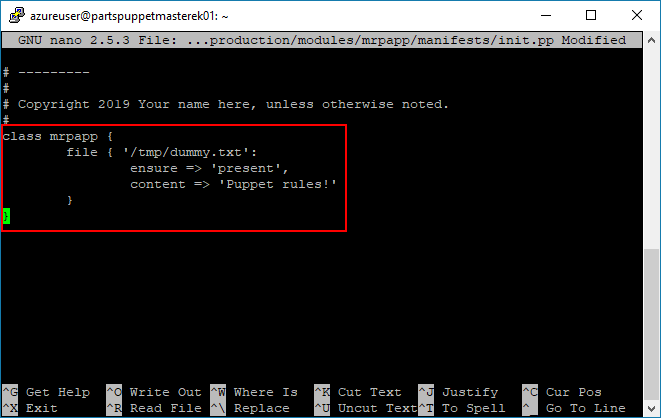 azureuser@partspuppetmasterek01: ~
GNU nano 2.5.3 File: ...production/modules/mrpapp/manifests/init.pp Modified
# ---------
#
# Copyright 2019 Your name here, unless otherwise noted.
#
class mrpapp {
        file { '/tmp/dummy.txt':
                ensure => 'present',
                content => 'Puppet rules!'
        }
}
^G Get Help  ^O Write Out ^W Where Is  ^K Cut Text  ^J Justify   ^C Cur Pos
^X Exit      ^R Read File ^\ Replace   ^U Uncut Text^T To Spell  ^_ Go To Line